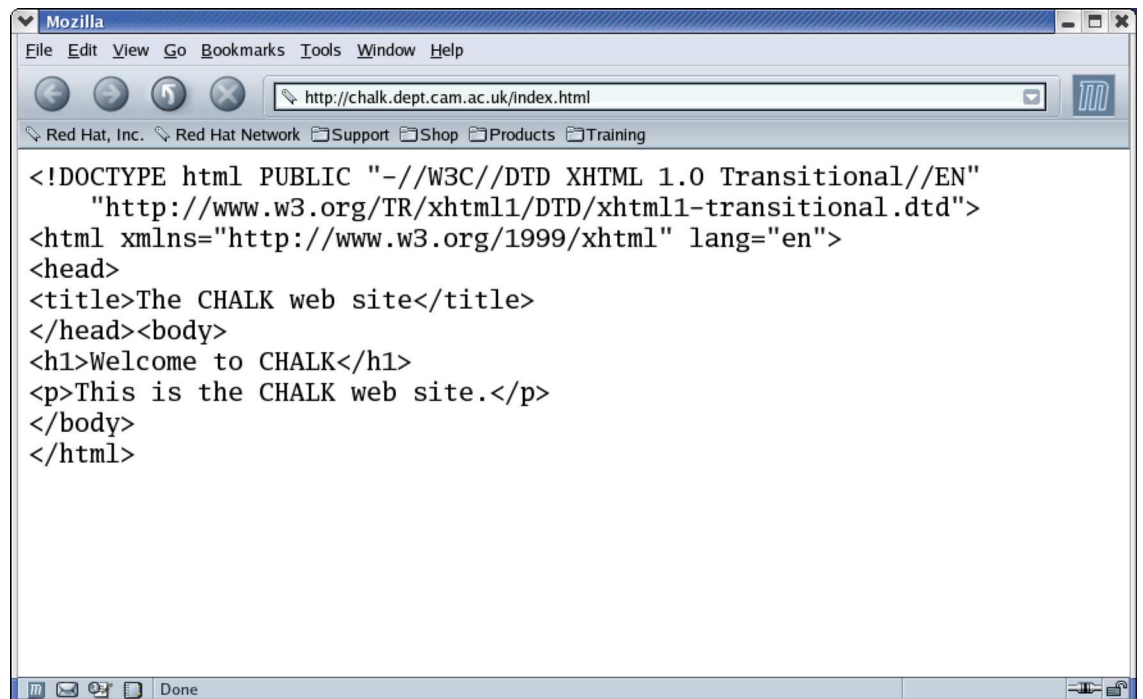 Mozilla
File Edit View Go Bookmarks Tools Window Help
http://chalk.dept.cam.ac.uk/index.html
Red Hat, Inc. Red Hat Network Support Shop Products Training
<!DOCTYPE html PUBLIC "-//W3C//DTD XHTML 1.0 Transitional//EN"
    "http://www.w3.org/TR/xhtml1/DTD/xhtml1-transitional.dtd">
<html xmlns="http://www.w3.org/1999/xhtml" lang="en">
<head>
<title>The CHALK web site</title>
</head><body>
<h1>Welcome to CHALK</h1>
<p>This is the CHALK web site.</p>
</body>
</html>
Done